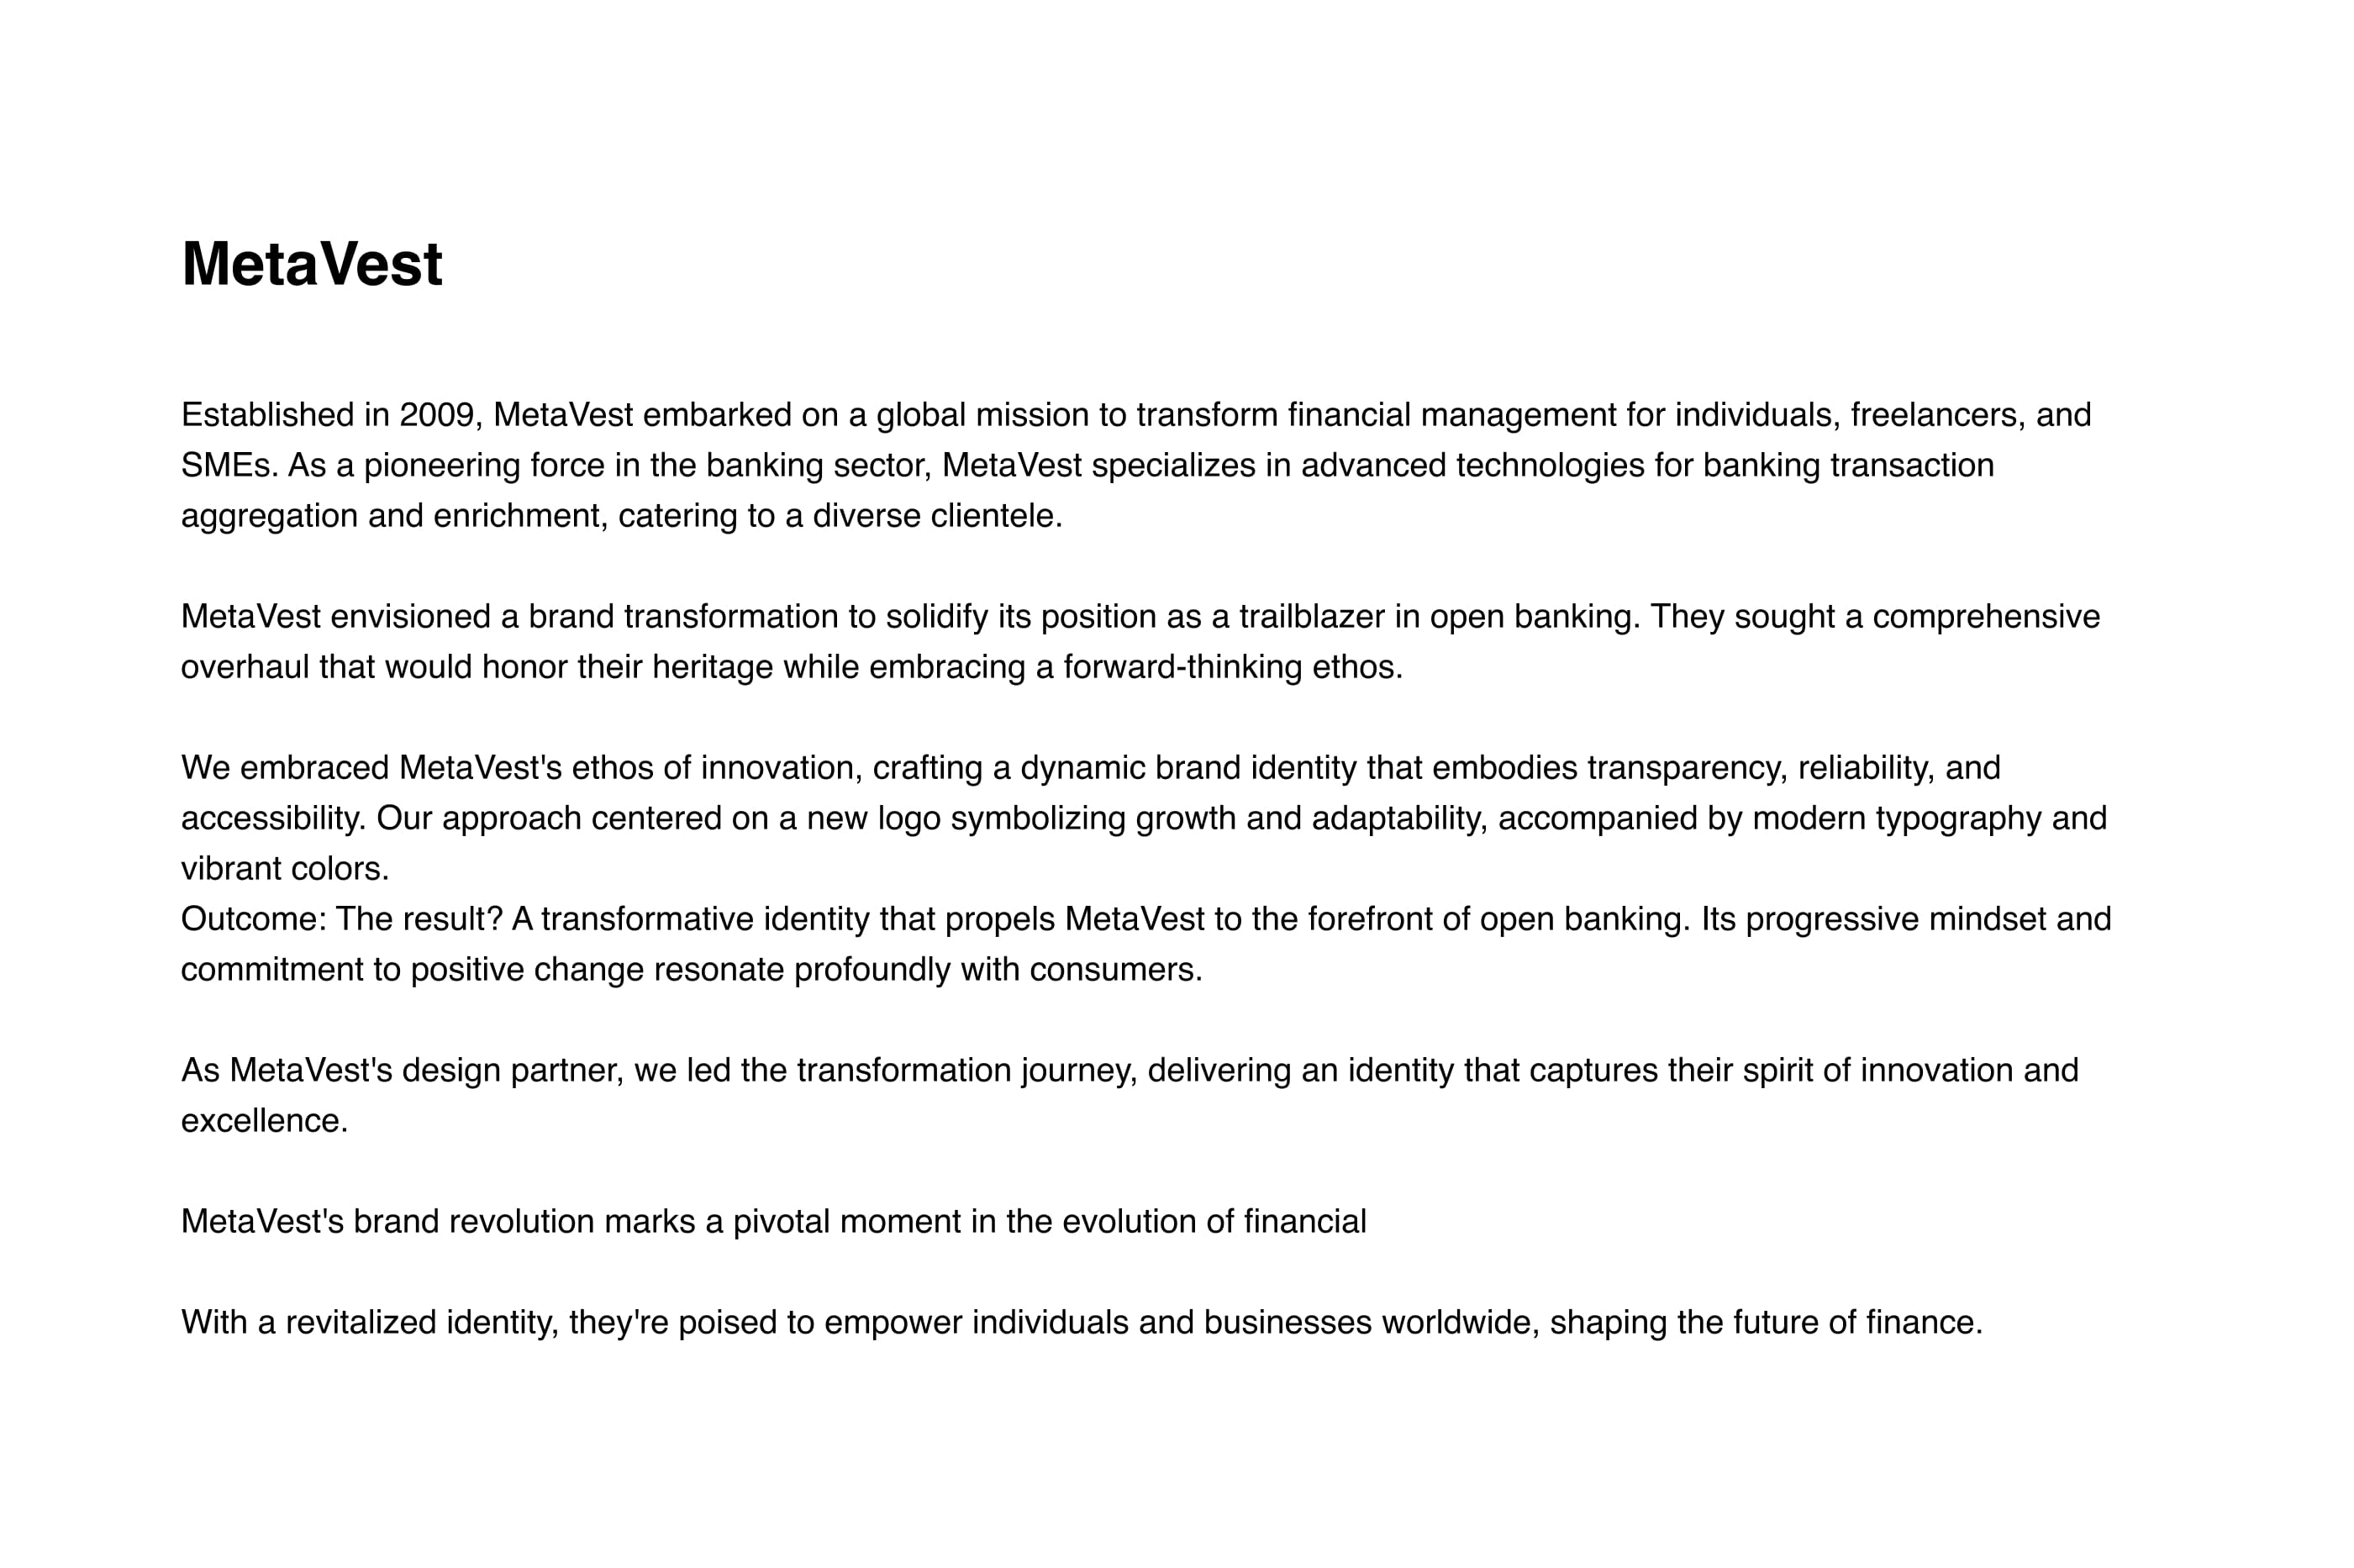 MetaVest
Established in 2009, MetaVest embarked on a global mission to transform financial management for individuals, freelancers, and
SMEs. As a pioneering force in the banking sector, MetaVest specializes in advanced technologies for banking transaction
aggregation and enrichment, catering to a diverse clientele.
MetaVest envisioned a brand transformation to solidify its position as a trailblazer in open banking. They sought a comprehensive
overhaul that would honor their heritage while embracing a forward-thinking ethos.
We embraced MetaVest's ethos of innovation, crafting a dynamic brand identity that embodies transparency, reliability, and
accessibility. Our approach centered on a new logo symbolizing growth and adaptability, accompanied by modern typography and
vibrant colors.
Outcome: The result? A transformative identity that propels MetaVest to the forefront of open banking. Its progressive mindset and
commitment to positive change resonate profoundly with consumers.
As MetaVest's design partner, we led the transformation journey, delivering an identity that captures their spirit of innovation and
excellence.
MetaVest's brand revolution marks a pivotal moment in the evolution of financial
With a revitalized identity, they're poised to empower individuals and businesses worldwide, shaping the future of finance.